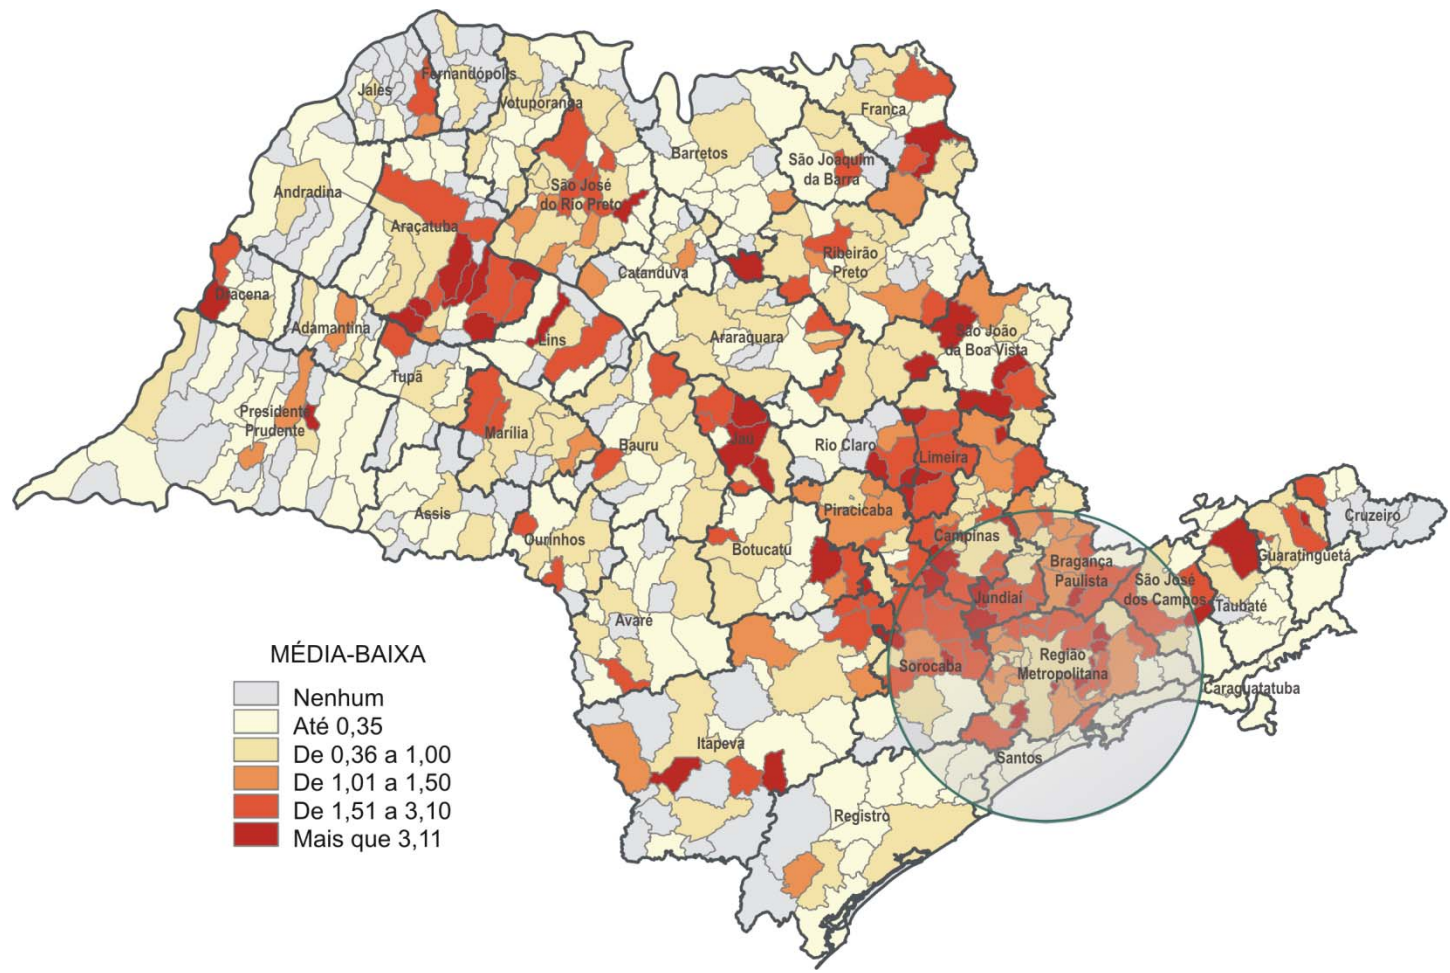 Jales
Fernandópolis
Votuporanga
Franca
Barretos
São Joaquim
da Barra
Andradina
São José
do Rio Preto
Araçatuba
Ribeirão
Preto
Catanduva
Dracena
Adamantina
Lins
Araraquara
São João
da Boa Vista
Tupã
Presidente
Prudente
Marília
Bauru
Jaú
Rio Claro
Limeira
Assis
Piracicaba
Ourinhos
Botucatu
Campinas
Cruzeiro
Guaratinguetá
Bragança
Paulista
São José
dos Campos
Jundiaí
Taubaté
Avaré
Sorocaba
Região
Metropolitana
Caraguatatuba
Itapeva
Santos
Registro
MÉDIA-BAIXA
Nenhum
Até 0,35
De 0,36 a 1,00
De 1,01 a 1,50
De 1,51 a 3,10
Mais que 3,11